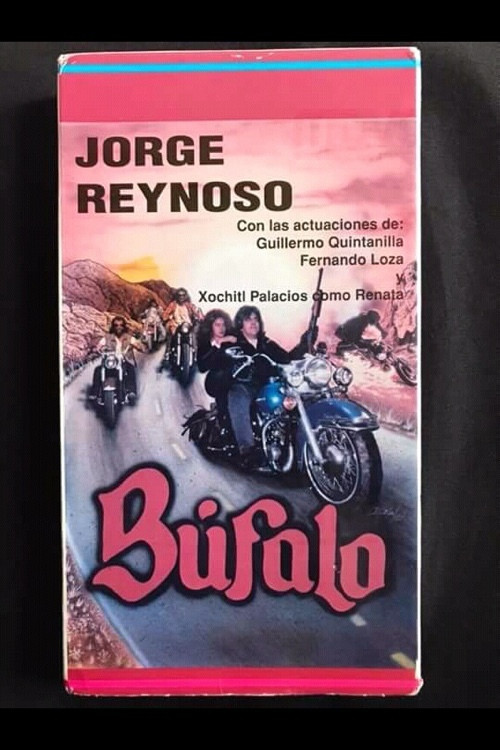 JORGE
REYNOSO
Con las actuaciones de:
Guillermo Quintanilla
Fernando Loza
y
Xochitl Palacios como Renata
Búfalo